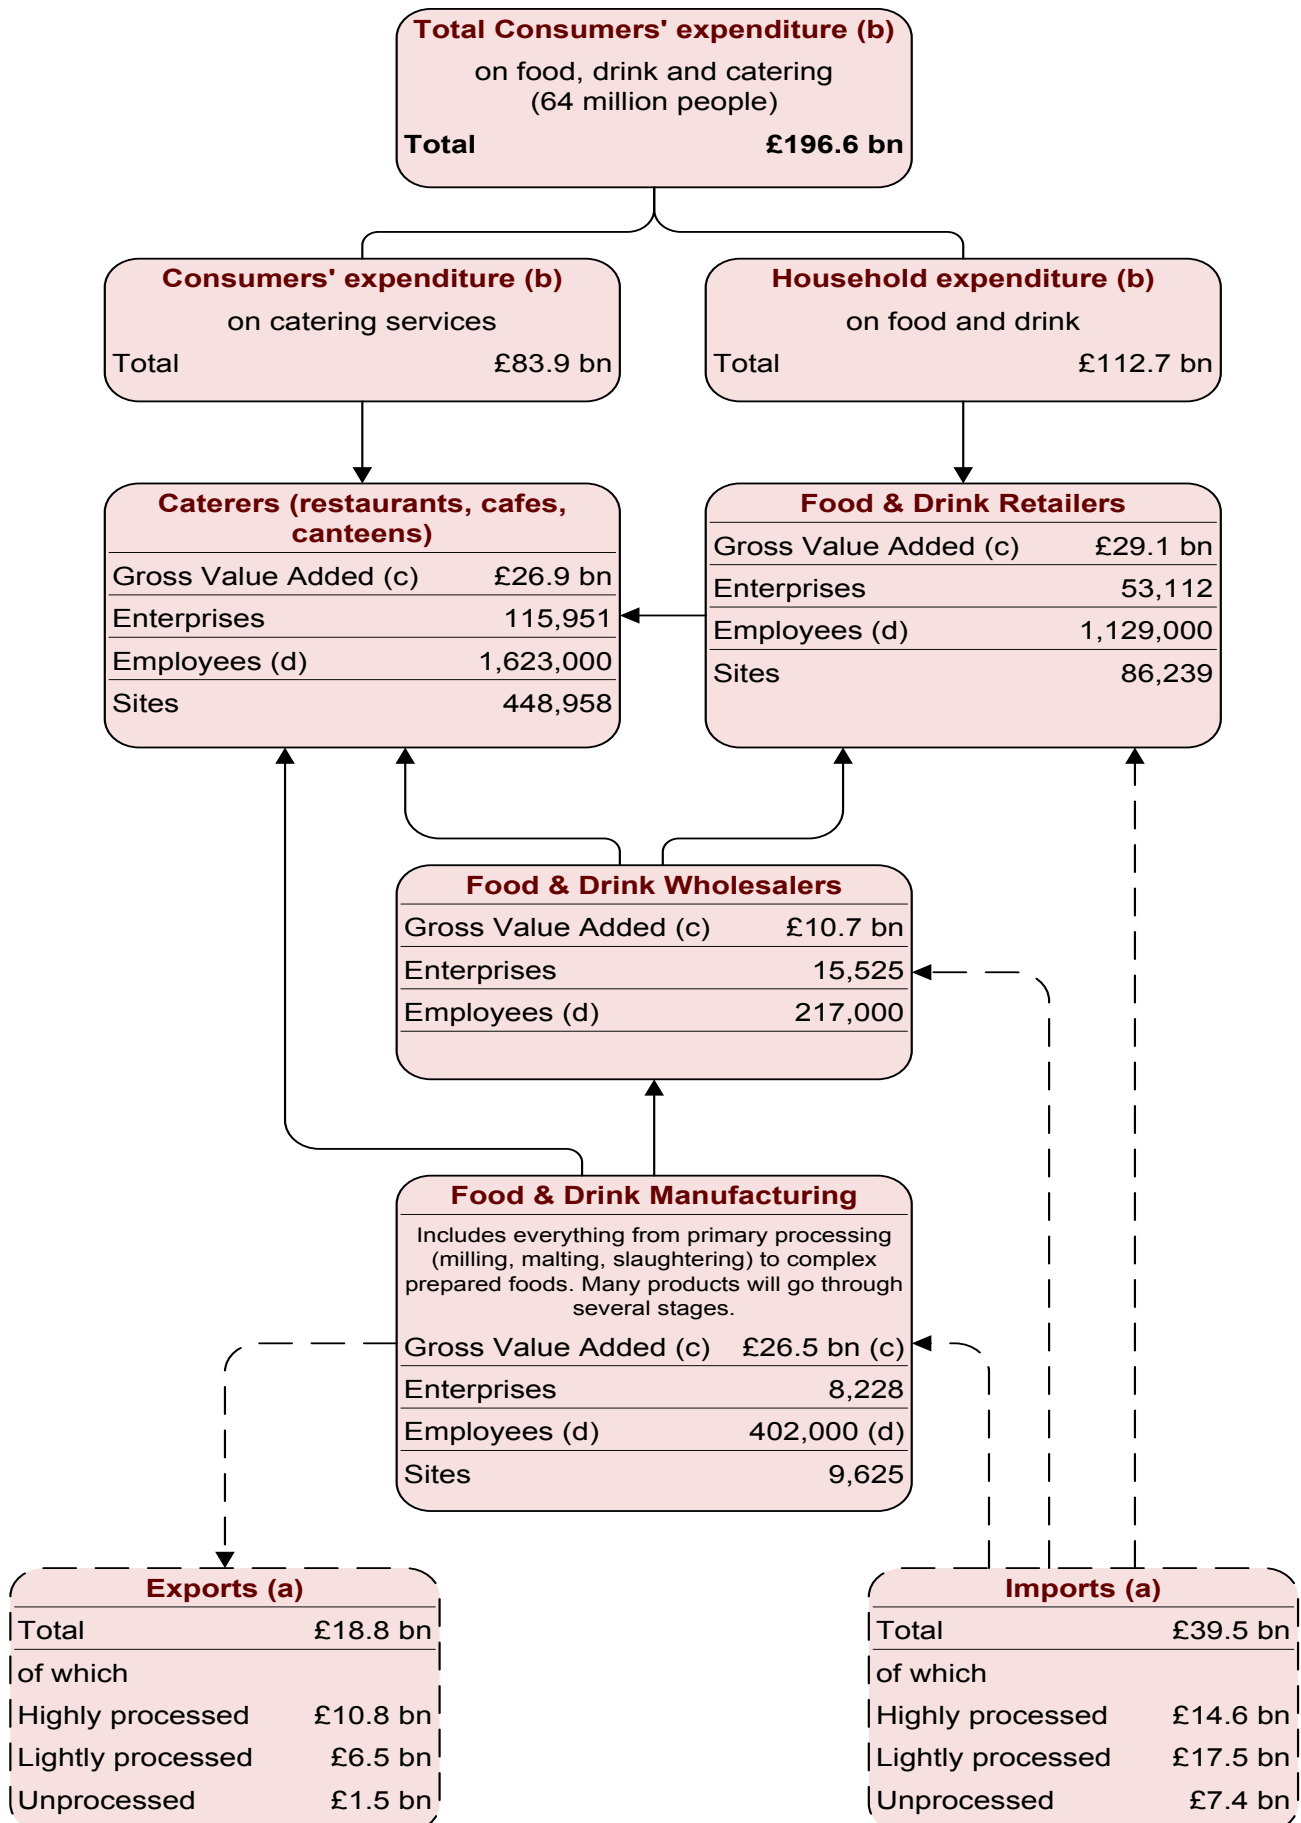 Total Consumers' expenditure (b)
on food, drink and catering
(64 million people)
Total £196.6 bn
Consumers' expenditure (b)
on catering services
Total £83.9 bn
Household expenditure (b)
on food and drink
Total £112.7 bn
Caterers (restaurants, cafes,
canteens)
Gross Value Added (c) £26.9 bn
Enterprises 115,951
Employees (d) 1,623,000
Sites 448,958
Food & Drink Retailers
Gross Value Added (c) £29.1 bn
Enterprises 53,112
Employees (d) 1,129,000
Sites 86,239
Food & Drink Wholesalers
Gross Value Added (c) £10.7 bn
Enterprises 15,525
Employees (d) 217,000
Food & Drink Manufacturing
Includes everything from primary processing
(milling, malting, slaughtering) to complex
prepared foods. Many products will go through
several stages.
Gross Value Added (c) £26.5 bn (c)
Enterprises 8,228
Employees (d) 402,000 (d)
Sites 9,625
Exports (a)
Total £18.8 bn
of which
Highly processed £10.8 bn
Lightly processed £6.5 bn
Unprocessed £1.5 bn
Imports (a)
Total £39.5 bn
of which
Highly processed £14.6 bn
Lightly processed £17.5 bn
Unprocessed £7.4 bn